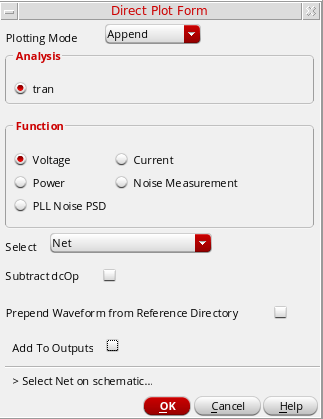 Direct Plot Form
Plotting Mode Append
Analysis
tran
Function
Voltage Current
Power Noise Measurement
PLL Noise PSD
Select Net
Subtract dcOp
Prepend Waveform from Reference Directory
Add To Outputs
> Select Net on schematic...
OK Cancel Help